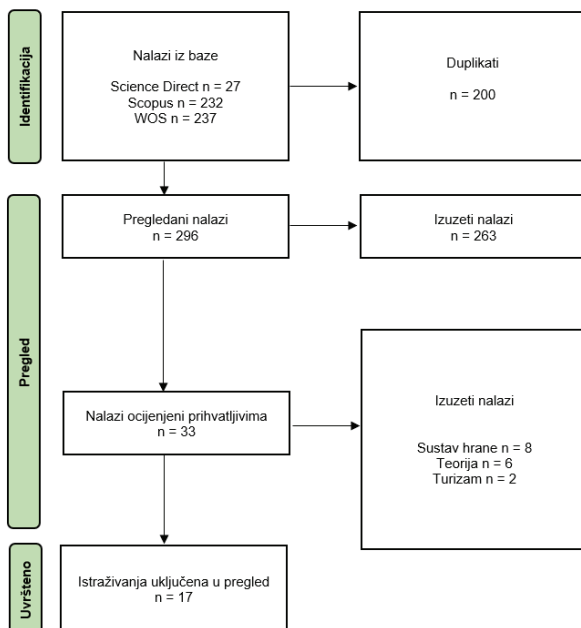 Identifikacija
Nalazi iz baze
Science Direct n = 27
Scopus n = 232
WOS n = 237
Duplikati
n = 200
Pregled
Pregledani nalazi
n = 296
Izuzeti nalazi
n = 263
Nalazi ocijenjeni prihvatljivima
n = 33
Izuzeti nalazi
Sustav hrane n = 8
Teorija n = 6
Turizam n = 2
Uvršteno
Istraživanja uključena u pregled
n = 17